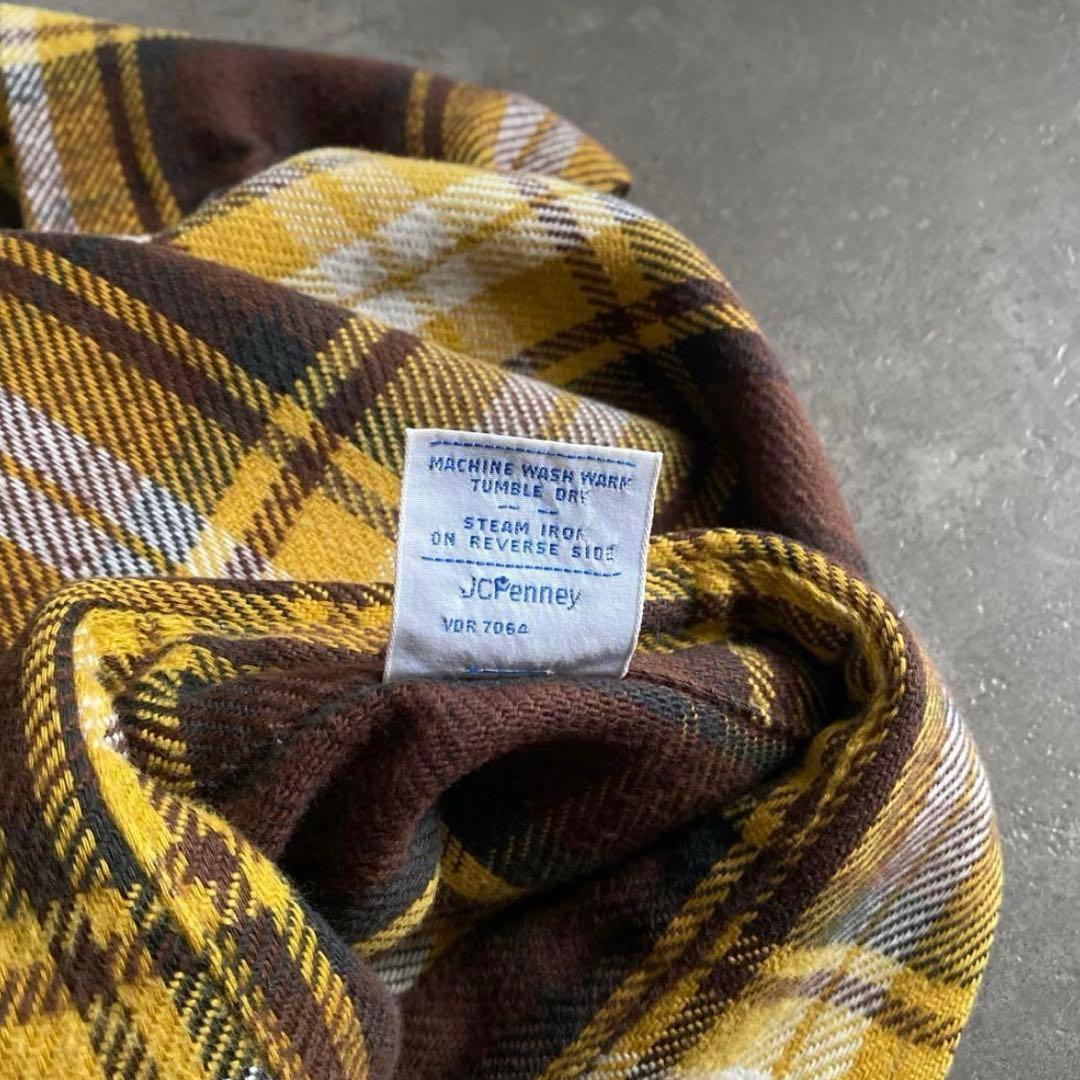 MACHINE WASH WARM
TUMBLE DRY
STEAM IRON
ON REVERSE SIDE
JCPenney
VDR 7064